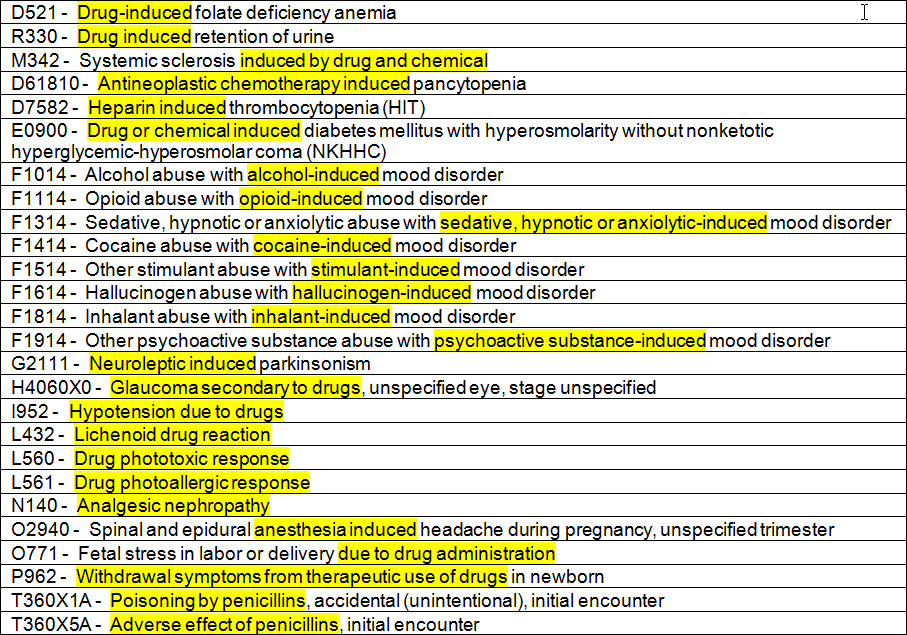 D521 - Drug-induced folate deficiency anemia
R330 - Drug induced retention of urine
M342 - Systemic sclerosis induced by drug and chemical
D61810 - Antineoplastic chemotherapy induced pancytopenia
D7582 - Heparin induced thrombocytopenia (HIT)
E0900 - Drug or chemical induced diabetes mellitus with hyperosmolarity without nonketotic
hyperglycemic-hyperosmolar coma (NKHHC)
F1014 - Alcohol abuse with alcohol-induced mood disorder
F1114 - Opioid abuse with opioid-induced mood disorder
F1314 - Sedative, hypnotic or anxiolytic abuse with sedative, hypnotic or anxiolytic-induced mood disorder
F1414 - Cocaine abuse with cocaine-induced mood disorder
F1514 - Other stimulant abuse with stimulant-induced mood disorder
F1614 - Hallucinogen abuse with hallucinogen-induced mood disorder
F1814 - Inhalant abuse with inhalant-induced mood disorder
F1914 - Other psychoactive substance abuse with psychoactive substance-induced mood disorder
G2111 - Neuroleptic induced parkinsonism
H4060X0 - Glaucoma secondary to drugs, unspecified eye, stage unspecified
I952 - Hypotension due to drugs
L432 - Lichenoid drug reaction
L560 - Drug phototoxic response
L561 - Drug photoallergic response
N140 - Analgesic nephropathy
O2940 - Spinal and epidural anesthesia induced headache during pregnancy, unspecified trimester
O771 - Fetal stress in labor or delivery due to drug administration
P962 - Withdrawal symptoms from therapeutic use of drugs in newborn
T360X1A - Poisoning by penicillins, accidental (unintentional), initial encounter
T360X5A - Adverse effect of penicillins, initial encounter